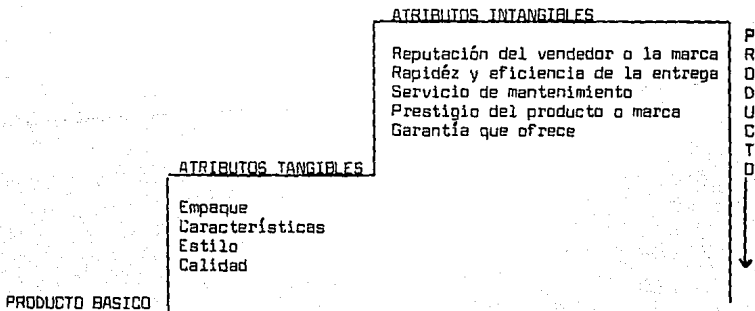 ATRIBUTOS INTANGIBLES
Reputación del vendedor o la marca
Rapidéz y eficiencia de la entrega
Servicio de mantenimiento
Prestigio del producto o marca
Garantía que ofrece
PRODUCTO
ATRIBUTOS TANGIBLES
Empaque
Características
Estilo
Calidad
PRODUCTO BASICO